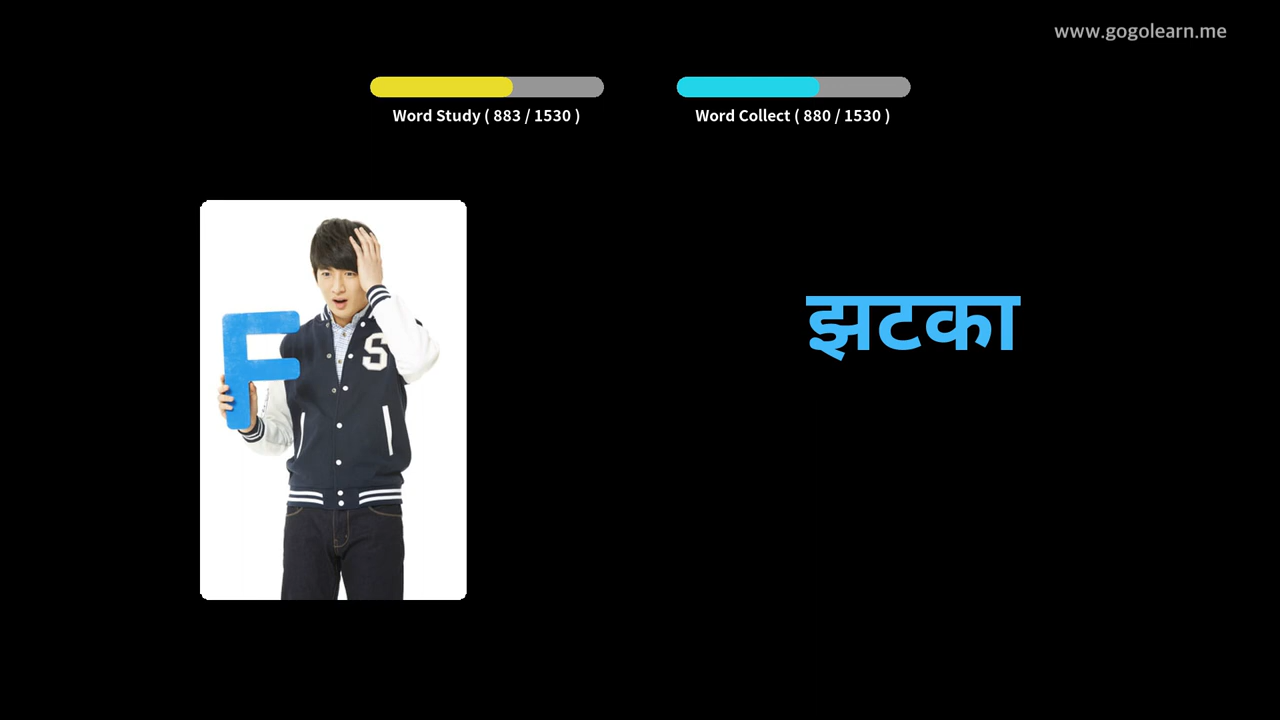 www.gogolearn.me
Word Study ( 883 / 1530 )
Word Collect ( 880 / 1530 )
F
S
झटका